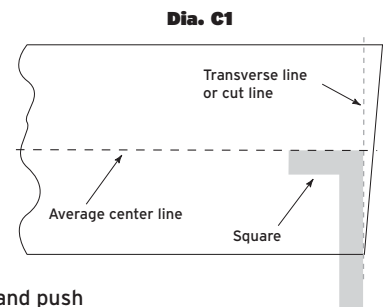 Dia. C1
Transverse line
or cut line
Average center line
Square
and push